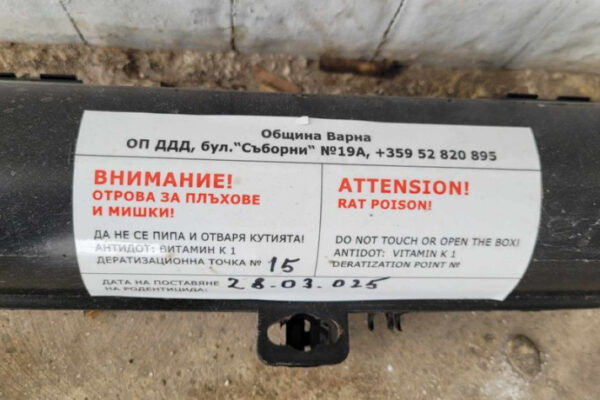 Община Варна
ОП ДДД, бул."Съборни" №19А, +359 52 820 895
ВНИМАНИЕ!
ОТРОВА ЗА ПЛЪХОВЕ
И МИШКИ!
ДА НЕ СЕ ПИПА И ОТВАРЯ КУТИЯТА!
АНТИДОТ: ВИТАМИН К 1
ДЕРАТИЗАЦИОННА ТОЧКА № 15
ATTENTION!
RAT POISON!
DO NOT TOUCH OR OPEN THE BOX!
ANTIDOT: VITAMIN K 1
DERATIZATION POINT №
ДАТА НА ПОСТАВЯНЕ
НА РОДЕНТИЦИДА: 28.03.025